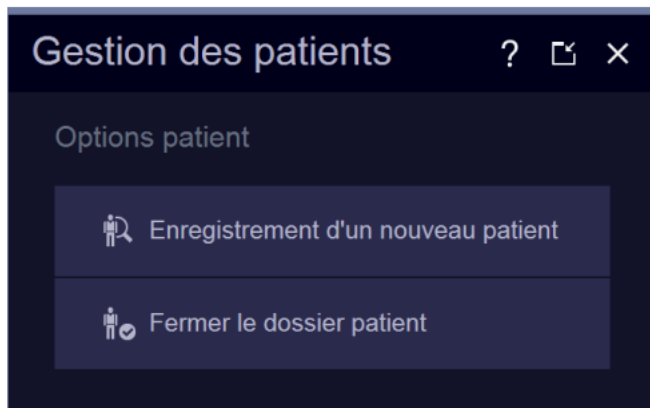 Gestion des patients ?
Options patient
Enregistrement d'un nouveau patient
Fermer le dossier patient